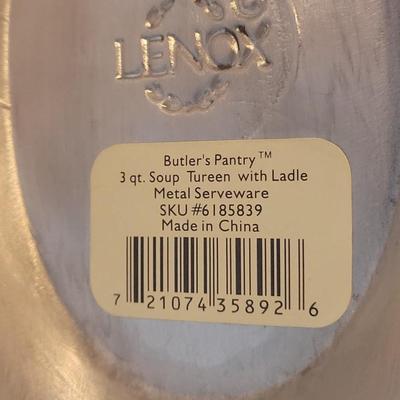 LENOX
Butler's Pantry™
3 qt. Soup Tureen with Ladle
Metal Serveware
SKU #6185839
Made in China
7 21074 35892 6